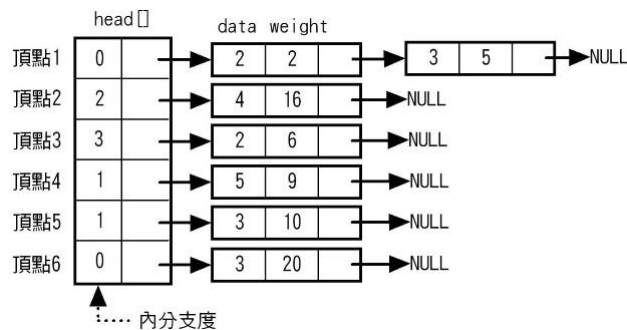 head[]
data weight
頂點1 0 2 2 3 5 NULL
頂點2 2 4 16 NULL
頂點3 3 2 6 NULL
頂點4 1 5 9 NULL
頂點5 1 3 10 NULL
頂點6 0 3 20 NULL
內分支度